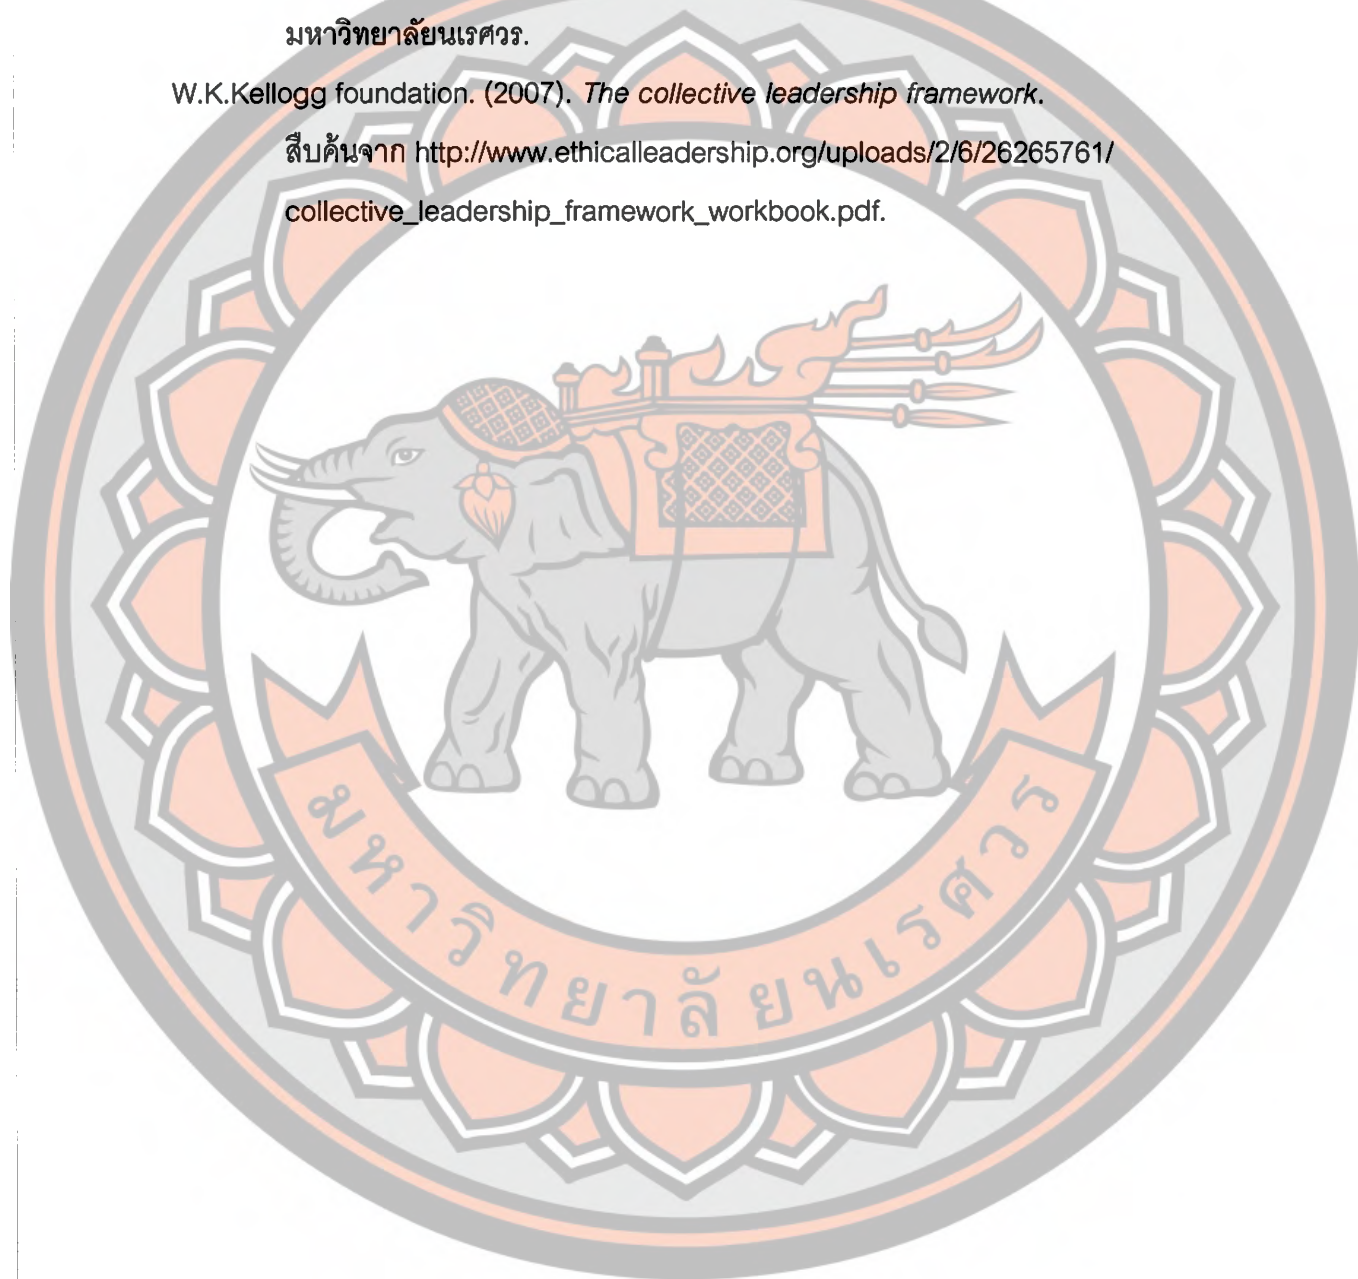 มหาวิทยาลัยนเรศวร.
W.K.Kellogg foundation. (2007). The collective leadership framework.
สืบค้นจาก http://www.ethicalleadership.org/uploads/2/6/26265761/
collective_leadership_framework_workbook.pdf.
มหาวิทยาลัยนเรศวร